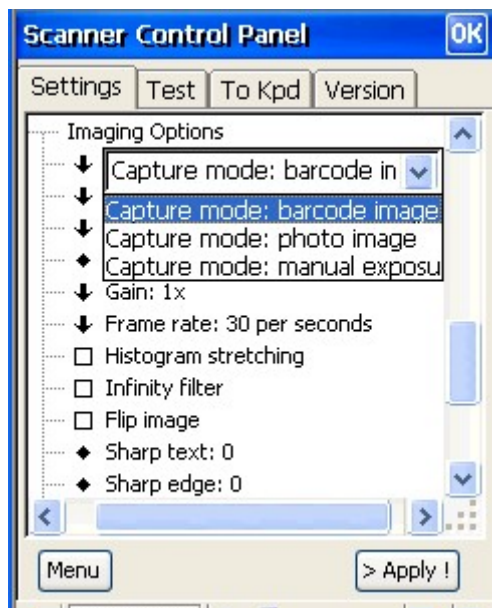 Scanner Control Panel OK
Settings Test To Kpd Version
Imaging Options
Capture mode: barcode in
Capture mode: barcode image
Capture mode: photo image
Capture mode: manual exposu
Gain: 1x
Frame rate: 30 per seconds
Histogram stretching
Infinity filter
Flip image
Sharp text: 0
Sharp edge: 0
Menu > Apply !